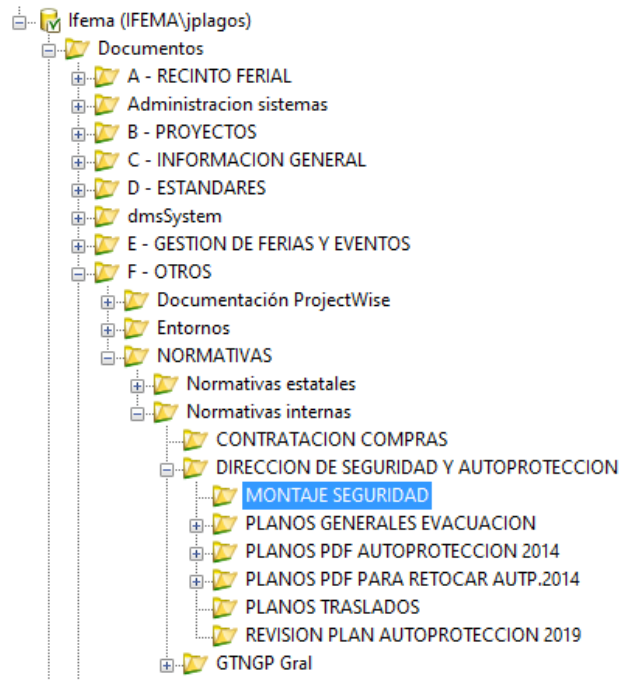 Ifema (IFEMA\jplagos)
Documentos
A - RECINTO FERIAL
Administracion sistemas
B - PROYECTOS
C - INFORMACION GENERAL
D - ESTANDARES
dmsSystem
E - GESTION DE FERIAS Y EVENTOS
F - OTROS
Documentación ProjectWise
Entornos
NORMATIVAS
Normativas estatales
Normativas internas
CONTRATACION COMPRAS
DIRECCION DE SEGURIDAD Y AUTOPROTECCION
MONTAJE SEGURIDAD
PLANOS GENERALES EVACUACION
PLANOS PDF AUTOPROTECCION 2014
PLANOS PDF PARA RETOCAR AUTP.2014
PLANOS TRASLADOS
REVISION PLAN AUTOPROTECCION 2019
GTNGP Gral